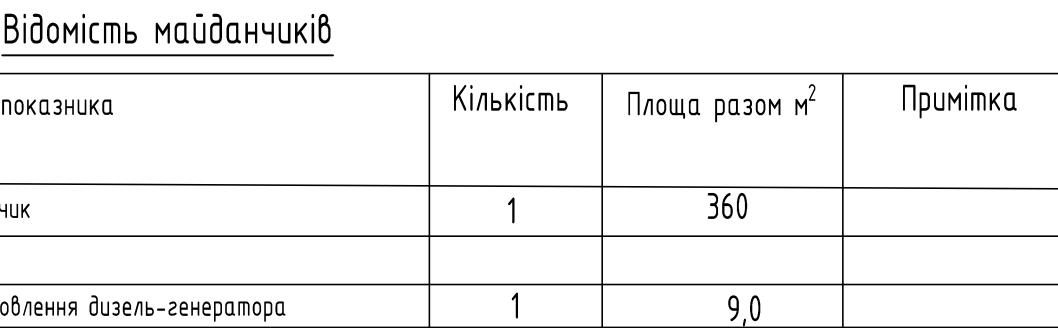 Відомість майданчиків
показника Кількість Площа разом м² Примітка
чик 1 360
овлення дизель-генератора 1 9,0